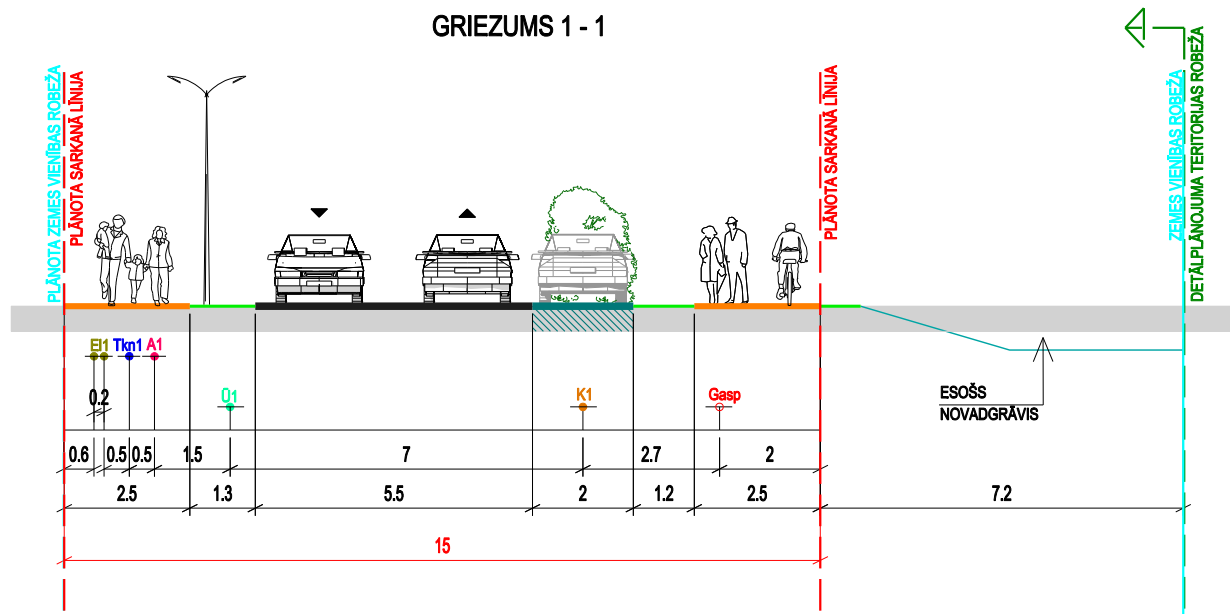 GRIEZUMS 1 - 1
PLĀNOTA ZEMES VIENĪBAS ROBEŽA
PLĀNOTA SARKANĀ LĪNIJA
PLĀNOTA SARKANĀ LĪNIJA
ZEMES VIENĪBAS ROBEŽA
DETĀLPLĀNOJUMA TERITORIJAS ROBEŽA
El1 Tkn1 A1
0.2
Ū1
K1
Gasp
ESOŠS
NOVADGRĀVIS
0.6 0.5 0.5 1.5 7 2.7 2
2.5 1.3 5.5 2 1.2 2.5 7.2
15